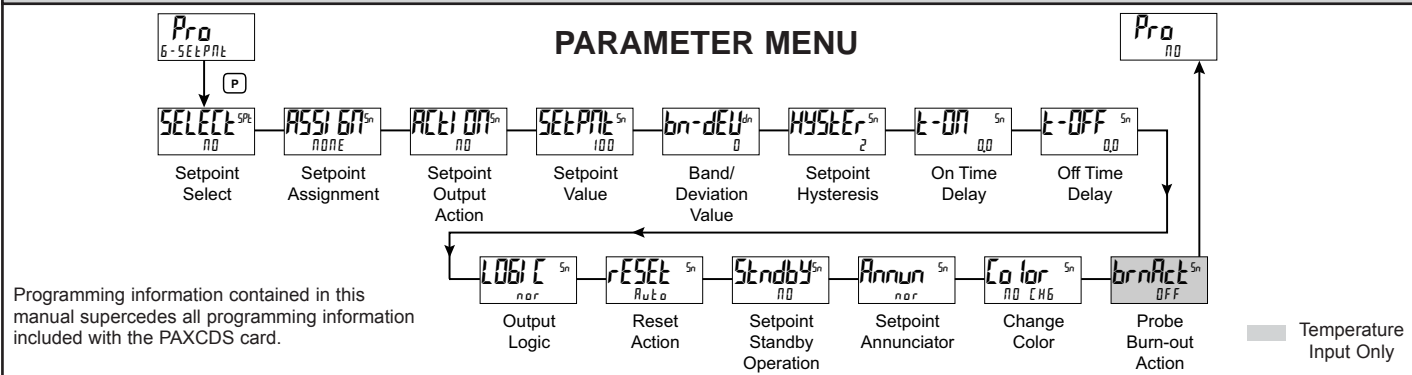 PARAMETER MENU
Pro
6-SEtPNt
P
Pro
NO
SELECt SPt
NO
Setpoint
Select
ASSIGN Sn
NONE
Setpoint
Assignment
ACtION Sn
NO
Setpoint
Output
Action
SEtPNt Sn
100
Setpoint
Value
bn-dEV dn
0
Band/
Deviation
Value
HYStEr Sn
2
Setpoint
Hysteresis
t-ON Sn
0.0
On Time
Delay
t-OFF Sn
0.0
Off Time
Delay
LOGIC Sn
nor
Output
Logic
rESEt Sn
Auto
Reset
Action
Stndby Sn
NO
Setpoint
Standby
Operation
Annun Sn
nor
Setpoint
Annunciator
Color Sn
NO CHG
Change
Color
brnAct Sn
OFF
Probe
Burn-out
Action
Programming information contained in this
manual supercedes all programming information
included with the PAXCDS card.
Temperature
Input Only